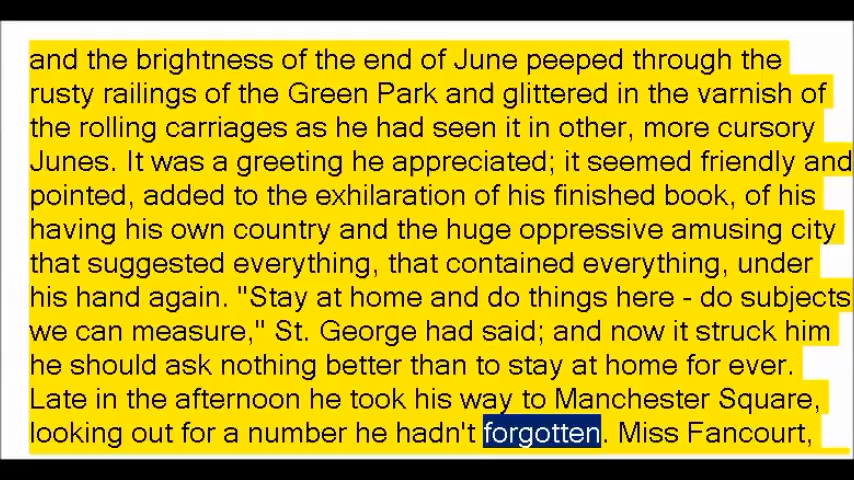 and the brightness of the end of June peeped through the
rusty railings of the Green Park and glittered in the varnish of
the rolling carriages as he had seen it in other, more cursory
Junes. It was a greeting he appreciated; it seemed friendly and
pointed, added to the exhilaration of his finished book, of his
having his own country and the huge oppressive amusing city
that suggested everything, that contained everything, under
his hand again. "Stay at home and do things here - do subjects
we can measure," St. George had said; and now it struck him
he should ask nothing better than to stay at home for ever.
Late in the afternoon he took his way to Manchester Square,
looking out for a number he hadn't forgotten. Miss Fancourt,